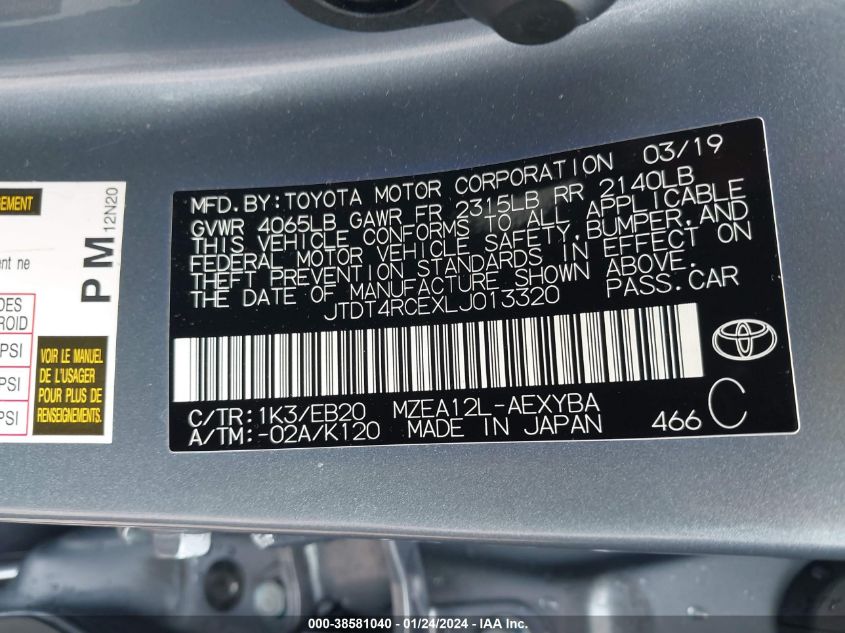 MFD. BY: TOYOTA MOTOR CORPORATION 03/19
GVWR 4065LB GAWR FR 2315LB RR 2140LB
THIS VEHICLE CONFORMS TO ALL APPLICABLE
FEDERAL MOTOR VEHICLE SAFETY, BUMPER, AND
THEFT PREVENTION STANDARDS IN EFFECT ON
THE DATE OF MANUFACTURE SHOWN ABOVE.
JTDT4RCEXLJ013320 PASS.CAR
C/TR: 1K3/EB20 MZEA12L-AEXYBA
A/TM: -02A/K120 MADE IN JAPAN 466 C
PM
12N20
GEMENT
ent ne
DES
ROID
PSI
PSI
PSI
VOIR LE MANUEL
DE L'USAGER
POUR PLUS DE
RENSEIGNEMENTS.
000-38581040 - 01/24/2024 - IAA Inc.